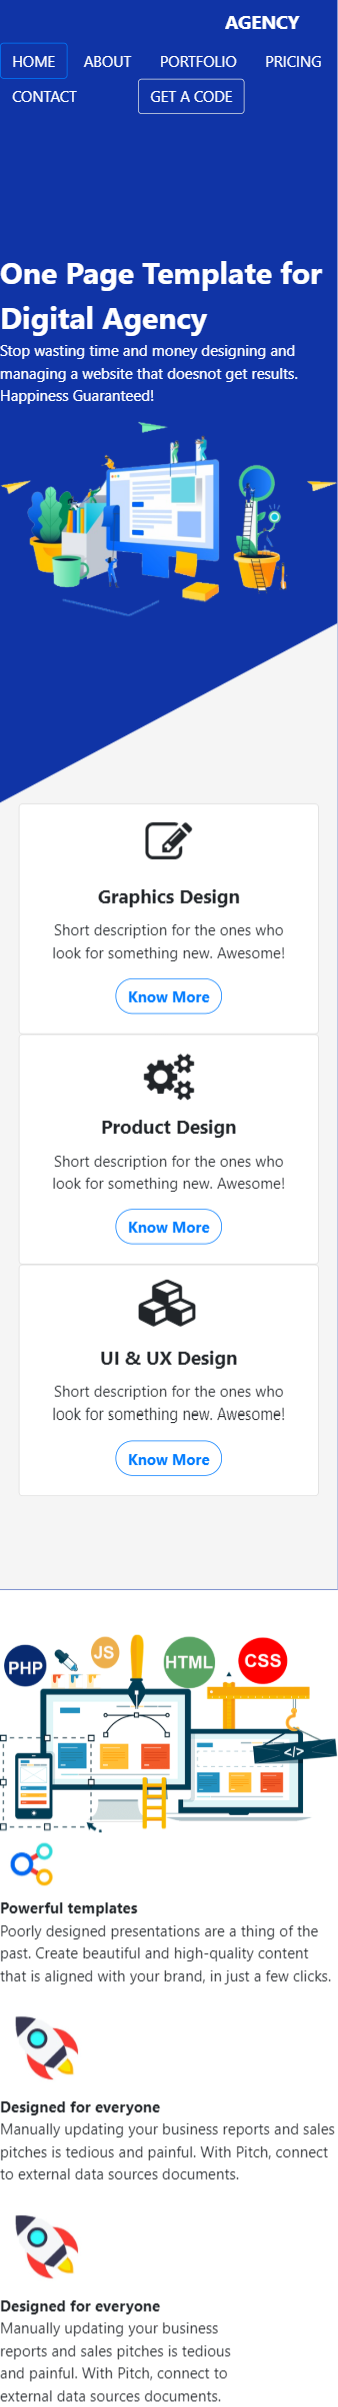 AGENCY
HOME ABOUT PORTFOLIO PRICING
CONTACT GET A CODE
One Page Template for
Digital Agency
Stop wasting time and money designing and
managing a website that doesnot get results.
Happiness Guaranteed!
Graphics Design
Short description for the ones who
look for something new. Awesome!
Know More
Product Design
Short description for the ones who
look for something new. Awesome!
Know More
UI & UX Design
Short description for the ones who
look for something new. Awesome!
Know More
PHP JS HTML CSS
</>
Powerful templates
Poorly designed presentations are a thing of the
past. Create beautiful and high-quality content
that is aligned with your brand, in just a few clicks.
Designed for everyone
Manually updating your business reports and sales
pitches is tedious and painful. With Pitch, connect
to external data sources documents.
Designed for everyone
Manually updating your business
reports and sales pitches is tedious
and painful. With Pitch, connect to
external data sources documents.